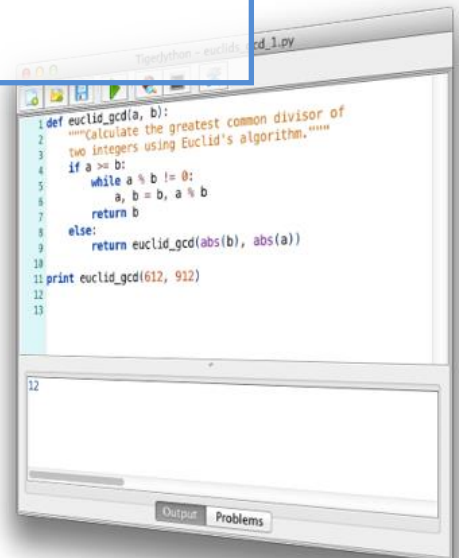 Tigerjython – euclids_gcd_1.py
1 def euclid_gcd(a, b):
2 """Calculate the greatest common divisor of
3 two integers using Euclid's algorithm."""
4 if a >= b:
5 while a % b != 0:
6 a, b = b, a % b
7 return b
8 else:
9 return euclid_gcd(abs(b), abs(a))
10
11 print euclid_gcd(612, 912)
12
13
12
Output Problems